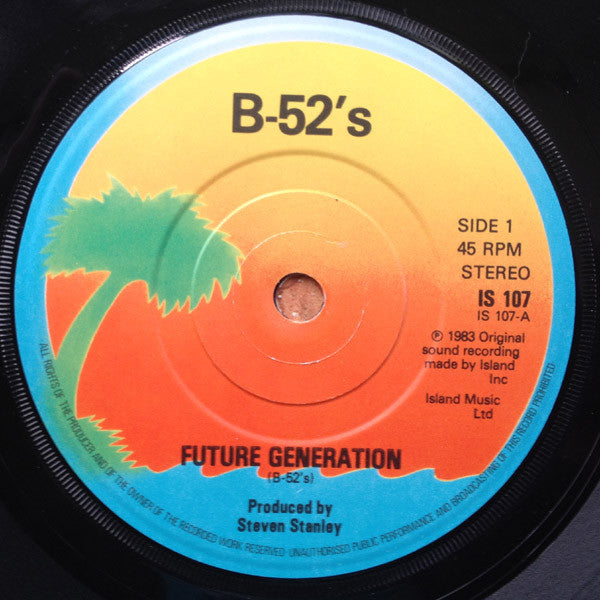 B-52's
SIDE 1
45 RPM
STEREO
IS 107
IS 107-A
℗ 1983 Original
sound recording
made by Island
Inc
Island Music
Ltd
FUTURE GENERATION
(B-52's)
Produced by
Steven Stanley
ALL RIGHTS OF THE PRODUCER AND OF THE OWNER OF THE RECORDED WORK RESERVED UNAUTHORISED PUBLIC PERFORMANCE AND BROADCASTING OF THIS RECORD PROHIBITED